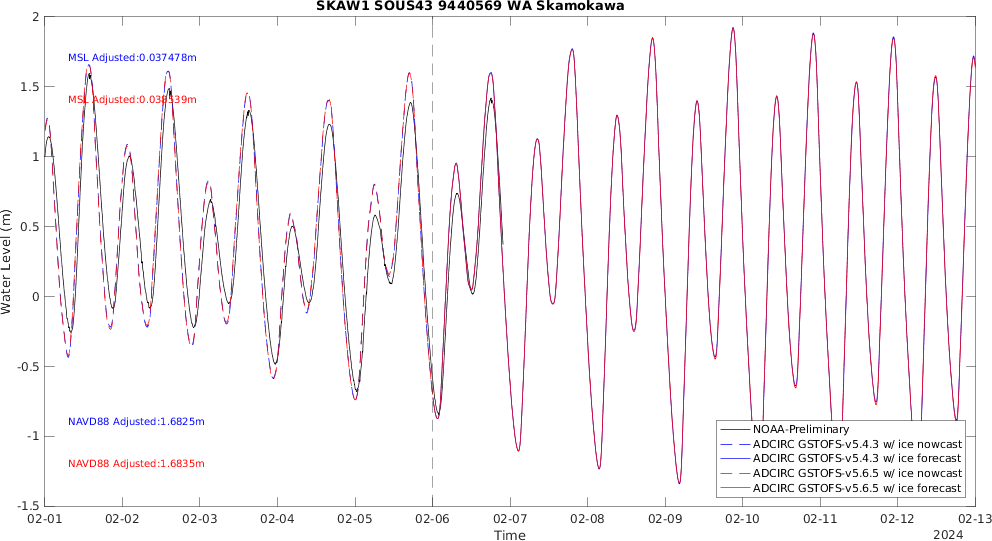 SKAW1 SOUS43 9440569 WA Skamokawa
2
1.5
1
0.5
0
-0.5
-1
-1.5
Water Level (m)
MSL Adjusted:0.037478m
MSL Adjusted:0.038539m
NAVD88 Adjusted:1.6825m
NAVD88 Adjusted:1.6835m
NOAA-Preliminary
ADCIRC GSTOFS-v5.4.3 w/ ice nowcast
ADCIRC GSTOFS-v5.4.3 w/ ice forecast
ADCIRC GSTOFS-v5.6.5 w/ ice nowcast
ADCIRC GSTOFS-v5.6.5 w/ ice forecast
02-01 02-02 02-03 02-04 02-05 02-06 02-07 02-08 02-09 02-10 02-11 02-12 02-13
Time
2024